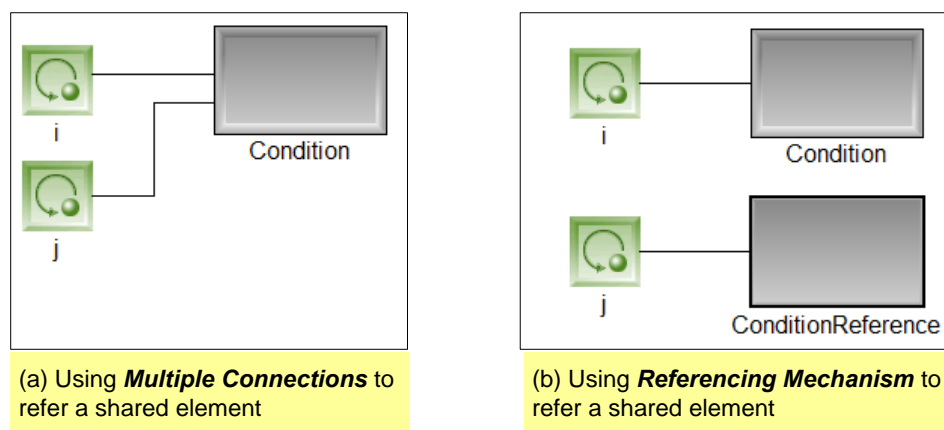 i
Condition
j
(a) Using Multiple Connections to
refer a shared element
i
Condition
j
ConditionReference
(b) Using Referencing Mechanism to
refer a shared element